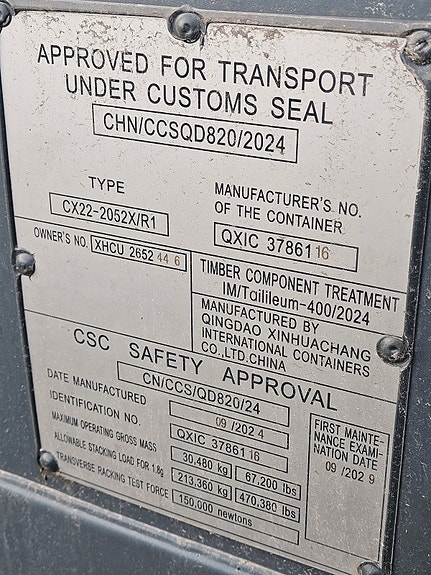 APPROVED FOR TRANSPORT
UNDER CUSTOMS SEAL
CHN/CCSQD820/2024
TYPE
CX22-2052X/R1
MANUFACTURER'S NO.
OF THE CONTAINER
QXIC 3786116
OWNER'S NO. XHCU 2652 44 6
TIMBER COMPONENT TREATMENT
IM/Tailileum-400/2024
MANUFACTURED BY
QINGDAO XINHUACHANG
INTERNATIONAL CONTAINERS
CO.,LTD.CHINA
CSC SAFETY APPROVAL
CN/CCS/QD820/24
DATE MANUFACTURED 09 /2024
IDENTIFICATION NO. QXIC 3786116
MAXIMUM OPERATING GROSS MASS 30,480 kg 67,200 lbs
ALLOWABLE STACKING LOAD FOR 1.8g 213,360 kg 470,380 lbs
TRANSVERSE RACKING TEST FORCE 150,000 newtons
FIRST MAINTE-
NANCE EXAMI-
NATION DATE
09 /2029